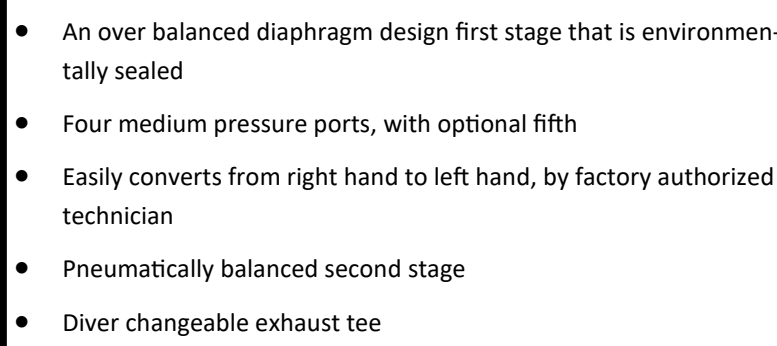 • An over balanced diaphragm design first stage that is environmen-
tally sealed
• Four medium pressure ports, with optional fifth
• Easily converts from right hand to left hand, by factory authorized
technician
• Pneumatically balanced second stage
• Diver changeable exhaust tee